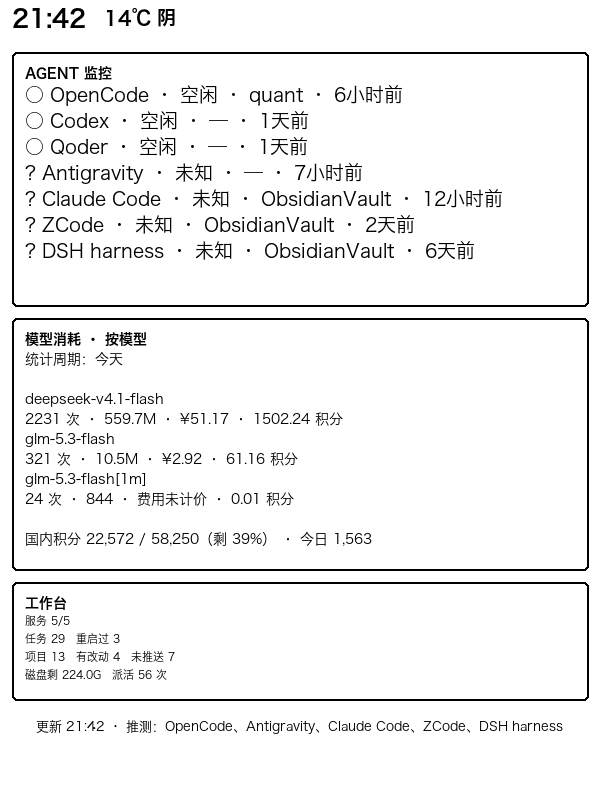 21:42 14℃ 阴
AGENT 监控
○ OpenCode · 空闲 · quant · 6小时前
○ Codex · 空闲 · — · 1天前
○ Qoder · 空闲 · — · 1天前
? Antigravity · 未知 · — · 7小时前
? Claude Code · 未知 · ObsidianVault · 12小时前
? ZCode · 未知 · ObsidianVault · 2天前
? DSH harness · 未知 · ObsidianVault · 6天前
模型消耗 · 按模型
统计周期：今天
deepseek-v4.1-flash
2231 次 · 559.7M · ¥51.17 · 1502.24 积分
glm-5.3-flash
321 次 · 10.5M · ¥2.92 · 61.16 积分
glm-5.3-flash[1m]
24 次 · 844 · 费用未计价 · 0.01 积分
国内积分 22,572 / 58,250（剩 39%） · 今日 1,563
工作台
服务 5/5
任务 29 重启过 3
项目 13 有改动 4 未推送 7
磁盘剩 224.0G 派活 56 次
更新 21:42 · 推测：OpenCode、Antigravity、Claude Code、ZCode、DSH harness